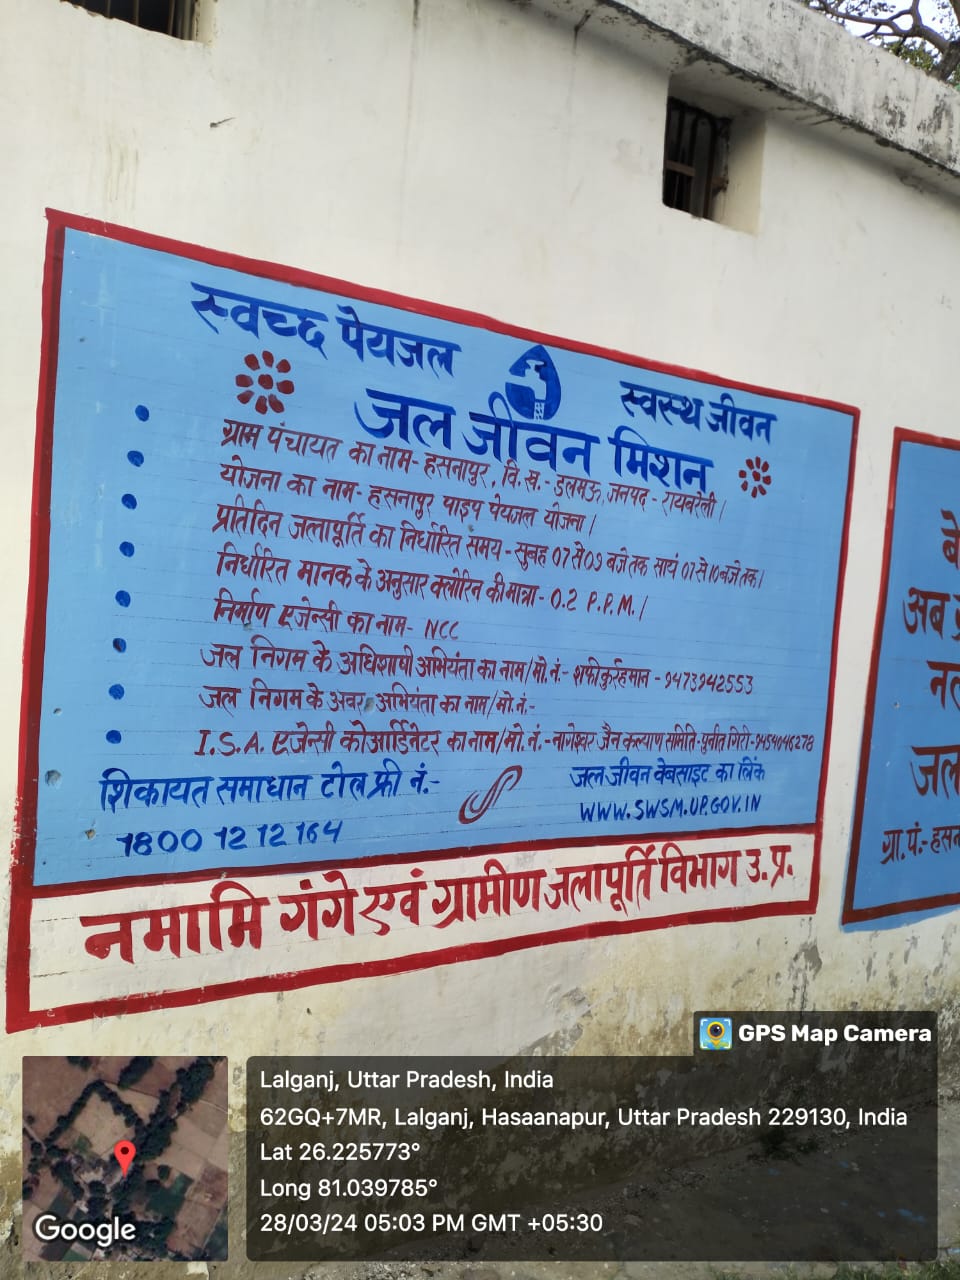 स्वच्छ पेयजल
स्वस्थ जीवन
जल जीवन मिशन
ग्राम पंचायत का नाम- हसनापुर, वि.ख.- डलमऊ, जनपद - रायबरेली।
योजना का नाम- हसनापुर पाइप पेयजल योजना।
प्रतिदिन जलापूर्ति का निर्धारित समय - सुबह 07 से 09 बजे तक सायं 07 से 10 बजे तक।
निर्धारित मानक के अनुसार क्लोरिन की मात्रा - 0.2 P.P.M.।
निर्माण एजेन्सी का नाम- NCC
जल निगम के अधिशाषी अभियंता का नाम/मो.नं.- शफीकुर्रहमान - 9473942553
जल निगम के अवर अभियंता का नाम/मो.नं.-
I.S.A. एजेन्सी कोआर्डिनेटर का नाम/मो.नं.-नागेश्वर जैन कल्याण समिति-पुनीत गिरी-9454046278
शिकायत समाधान टोल फ्री नं.-
1800 12 12 164
जल जीवन वेबसाइट का लिंक
WWW.SWSM.UP.GOV.IN
नमामि गंगे एवं ग्रामीण जलापूर्ति विभाग उ.प्र.
अब
जल
ग्रा.पं.- हसन
GPS Map Camera
Lalganj, Uttar Pradesh, India
62GQ+7MR, Lalganj, Hasaanapur, Uttar Pradesh 229130, India
Lat 26.225773°
Long 81.039785°
28/03/24 05:03 PM GMT +05:30
Google